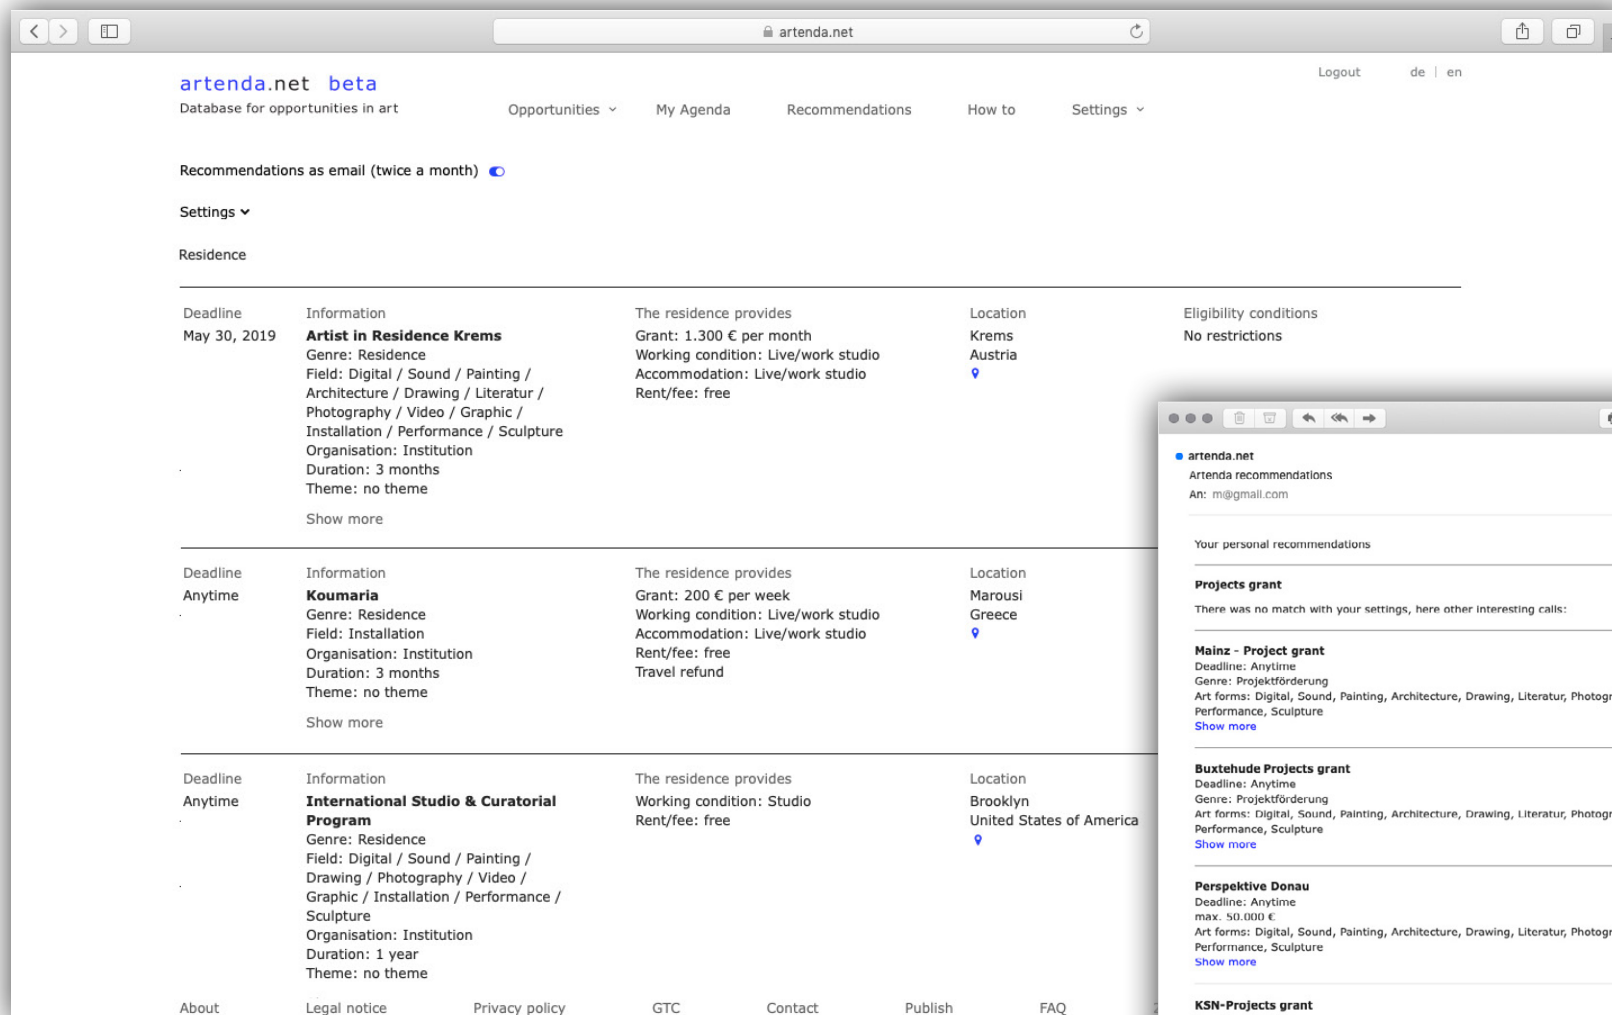 artenda.net
Logout de | en
artenda.net beta
Database for opportunities in art
Opportunities My Agenda Recommendations How to Settings
Recommendations as email (twice a month)
Settings
Residence
Deadline
May 30, 2019
Information
Artist in Residence Krems
Genre: Residence
Field: Digital / Sound / Painting /
Architecture / Drawing / Literatur /
Photography / Video / Graphic /
Installation / Performance / Sculpture
Organisation: Institution
Duration: 3 months
Theme: no theme
Show more
The residence provides
Grant: 1.300 € per month
Working condition: Live/work studio
Accommodation: Live/work studio
Rent/fee: free
Location
Krems
Austria
Eligibility conditions
No restrictions
Deadline
Anytime
Information
Koumaria
Genre: Residence
Field: Installation
Organisation: Institution
Duration: 3 months
Theme: no theme
Show more
The residence provides
Grant: 200 € per week
Working condition: Live/work studio
Accommodation: Live/work studio
Rent/fee: free
Travel refund
Location
Marousi
Greece
Deadline
Anytime
Information
International Studio & Curatorial
Program
Genre: Residence
Field: Digital / Sound / Painting /
Drawing / Photography / Video /
Graphic / Installation / Performance /
Sculpture
Organisation: Institution
Duration: 1 year
Theme: no theme
The residence provides
Working condition: Studio
Rent/fee: free
Location
Brooklyn
United States of America
About Legal notice Privacy policy GTC Contact Publish FAQ
artenda.net
Artenda recommendations
An: m@gmail.com
Your personal recommendations
Projects grant
There was no match with your settings, here other interesting calls:
Mainz - Project grant
Deadline: Anytime
Genre: Projektförderung
Art forms: Digital, Sound, Painting, Architecture, Drawing, Literatur, Photogr
Performance, Sculpture
Show more
Buxtehude Projects grant
Deadline: Anytime
Genre: Projektförderung
Art forms: Digital, Sound, Painting, Architecture, Drawing, Literatur, Photogr
Performance, Sculpture
Show more
Perspektive Donau
Deadline: Anytime
max. 50.000 €
Art forms: Digital, Sound, Painting, Architecture, Drawing, Literatur, Photogr
Performance, Sculpture
Show more
KSN-Projects grant